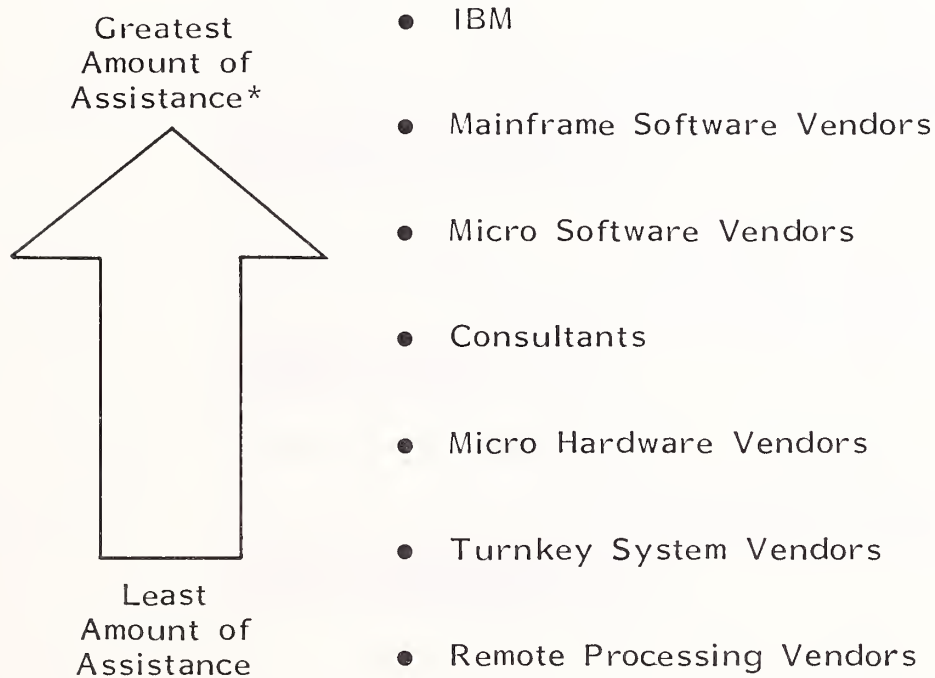 Greatest
Amount of
Assistance*
• IBM
• Mainframe Software Vendors
• Micro Software Vendors
• Consultants
• Micro Hardware Vendors
• Turnkey System Vendors
• Remote Processing Vendors
Least
Amount of
Assistance